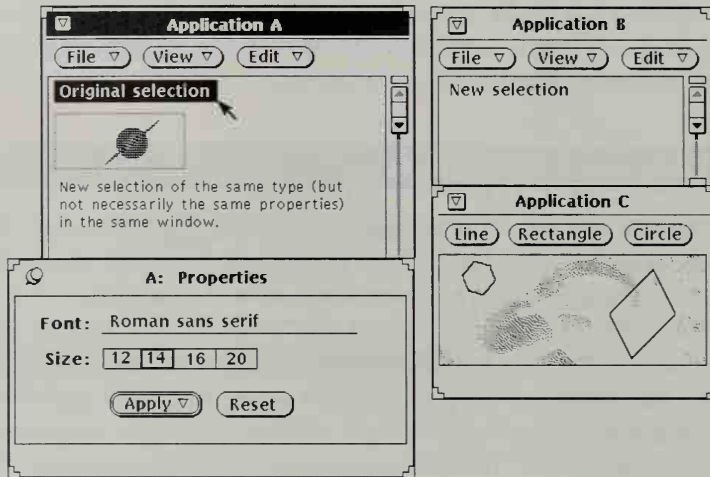 Application A
File View Edit
Original selection
New selection of the same type (but
not necessarily the same properties)
in the same window.
A: Properties
Font: Roman sans serif
Size: 12 14 16 20
Apply Reset
Application B
File View Edit
New selection
Application C
Line Rectangle Circle